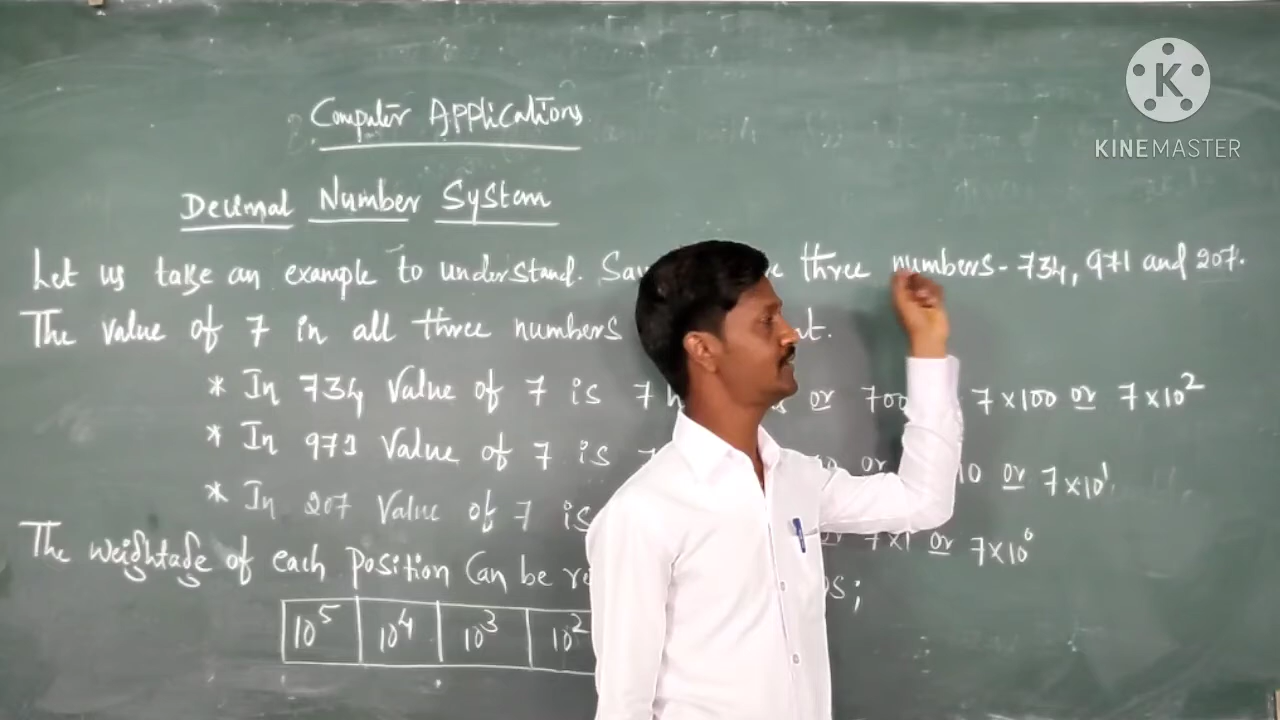 Computer Applications
Decimal Number System
Let us take an example to understand. three numbers - 734, 971 and 207.
The value of 7 in all three numbers
* In 734 Value of 7 is 7 or 700 7×100 or 7×10²
* In 971 Value of 7 is or 10 or 7×10¹
* In 207 Value of 7 is 7×1 or 7×10⁰
The weightage of each position can be
10⁵ 10⁴ 10³ 10²
K
KINEMASTER